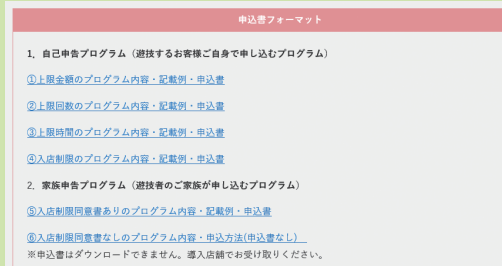 申込書フォーマット
1．自己申告プログラム（遊技するお客様ご自身で申し込むプログラム）
①上限金額のプログラム内容・記載例・申込書
②上限回数のプログラム内容・記載例・申込書
③上限時間のプログラム内容・記載例・申込書
④入店制限のプログラム内容・記載例・申込書
2．家族申告プログラム（遊技者のご家族が申し込むプログラム）
⑤入店制限同意書ありのプログラム内容・記載例・申込書
⑥入店制限同意書なしのプログラム内容・申込方法(申込書なし)
※申込書はダウンロードできません。導入店舗でお受け取りください。